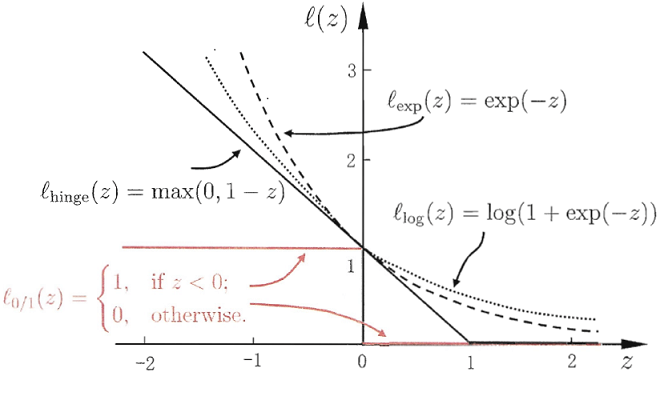 ℓ(z)
3
ℓ_exp(z) = exp(−z)
2
ℓ_hinge(z) = max(0, 1 − z)
ℓ_log(z) = log(1 + exp(−z))
1
ℓ_0/1(z) = { 1, if z < 0;
0, otherwise.
-2 -1 0 1 2 z